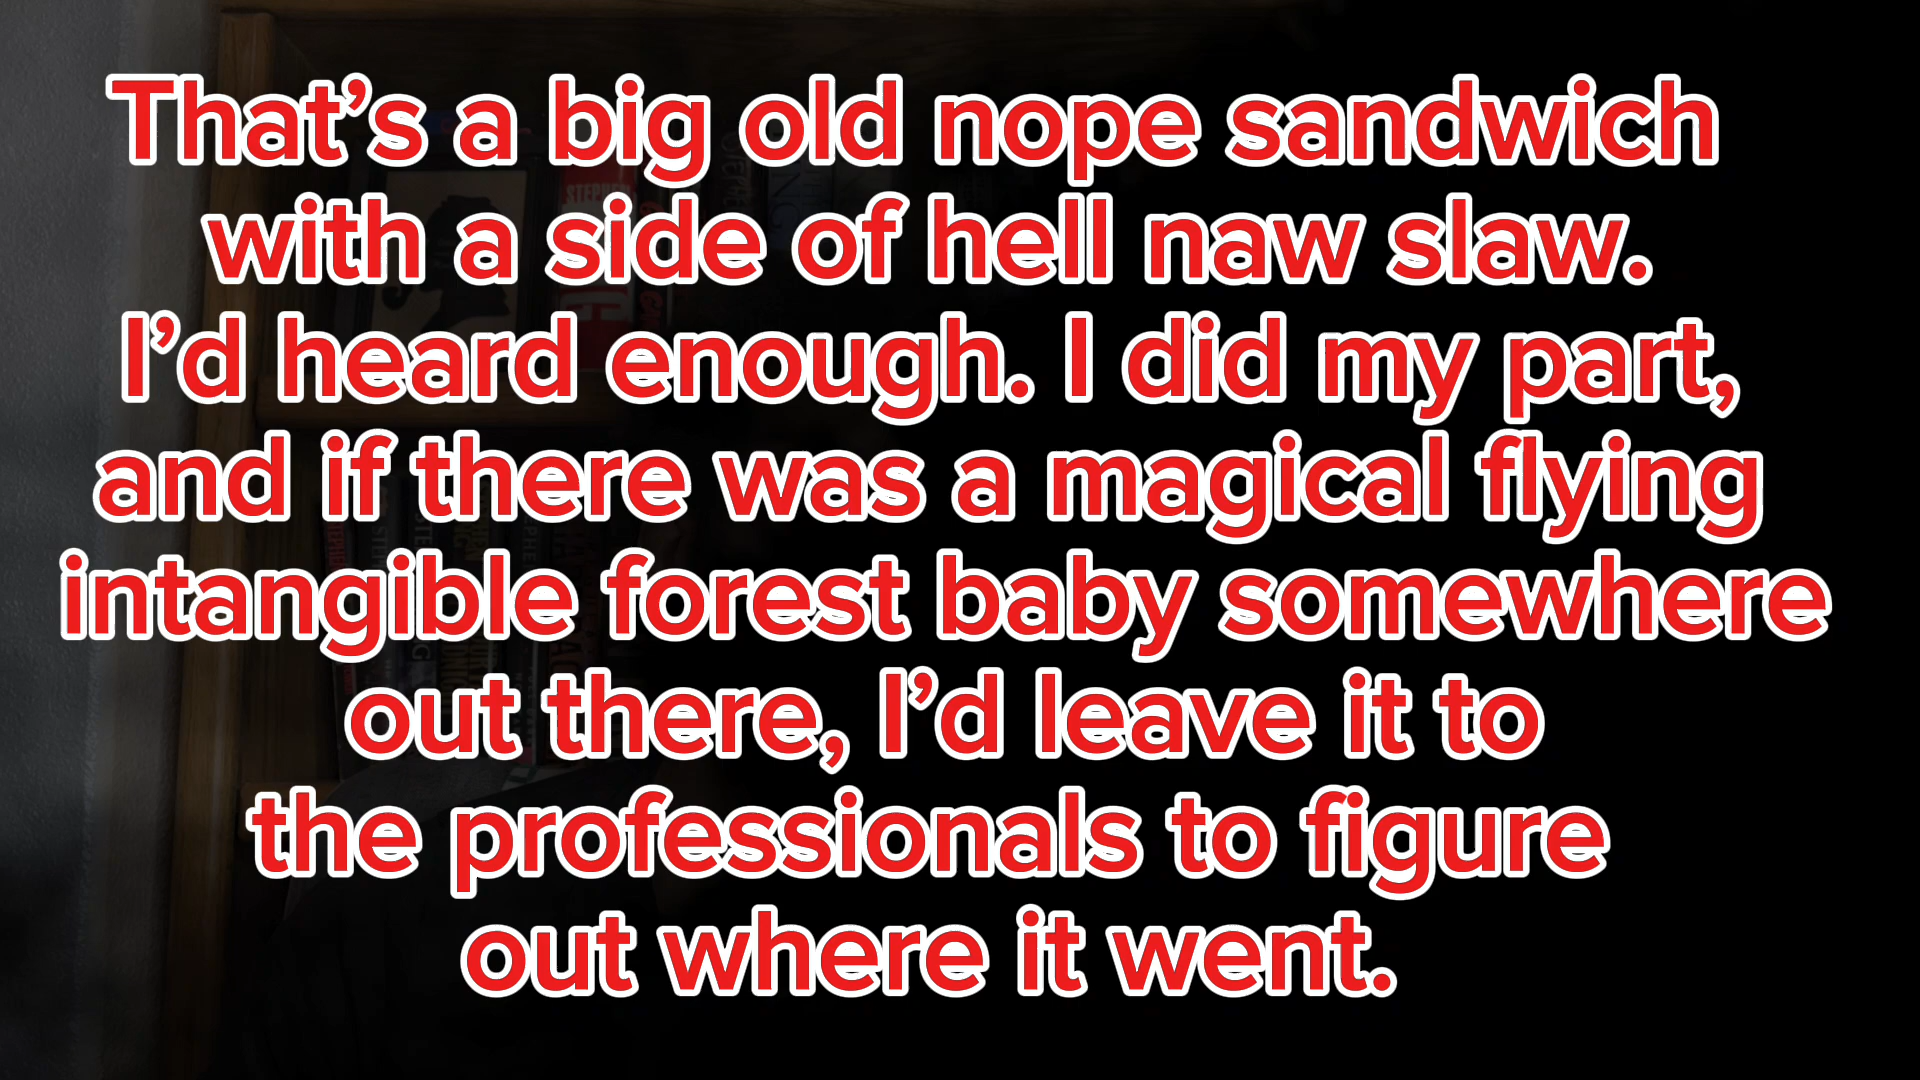 That’s a big old nope sandwich
with a side of hell naw slaw.
I’d heard enough. I did my part,
and if there was a magical flying
intangible forest baby somewhere
out there, I’d leave it to
the professionals to figure
out where it went.
STEPHEN